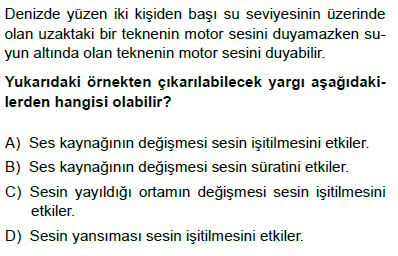 Denizde yüzen iki kişiden başı su seviyesinin üzerinde
olan uzaktaki bir teknenin motor sesini duyamazken su-
yun altında olan teknenin motor sesini duyabilir.
Yukarıdaki örnekten çıkarılabilecek yargı aşağıdaki-
lerden hangisi olabilir?
A) Ses kaynağının değişmesi sesin işitilmesini etkiler.
B) Ses kaynağının değişmesi sesin süratini etkiler.
C) Sesin yayıldığı ortamın değişmesi sesin işitilmesini
etkiler.
D) Sesin yansıması sesin işitilmesini etkiler.